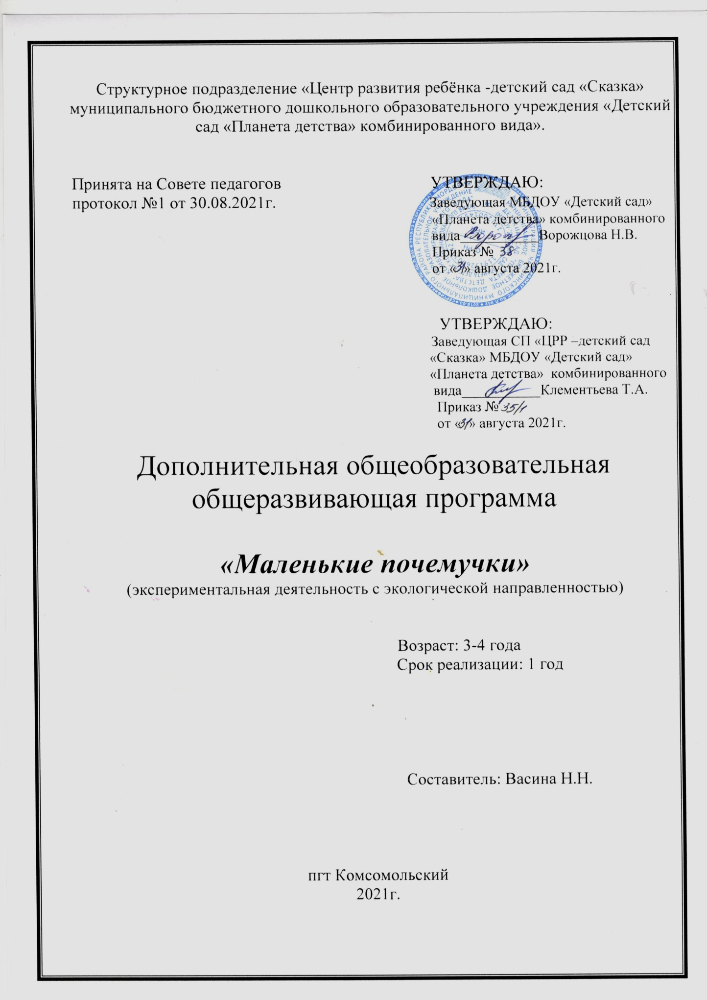 Структурное подразделение «Центр развития ребёнка -детский сад «Сказка»
муниципального бюджетного дошкольного образовательного учреждения «Детский
сад «Планета детства» комбинированного вида».
Принята на Совете педагогов
протокол №1 от 30.08.2021г.
УТВЕРЖДАЮ:
Заведующая МБДОУ «Детский сад»
«Планета детства» комбинированного
вида____________Ворожцова Н.В.
Приказ № 38
от «31» августа 2021г.
УТВЕРЖДАЮ:
Заведующая СП «ЦРР –детский сад
«Сказка» МБДОУ «Детский сад»
«Планета детства» комбинированного
вида____________Клементьева Т.А.
Приказ № 35/1
от «31» августа 2021г.
Дополнительная общеобразовательная
общеразвивающая программа
«Маленькие почемучки»
(экспериментальная деятельность с экологической направленностью)
Возраст: 3-4 года
Срок реализации: 1 год
Составитель: Васина Н.Н.
пгт Комсомольский
2021г.